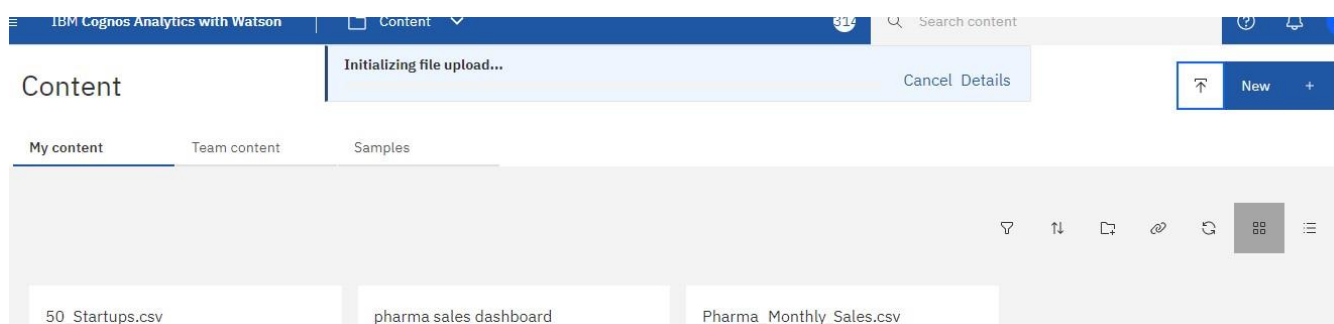 IBM Cognos Analytics with Watson
Content
314
Search content
Initializing file upload...
Content
Cancel Details
New +
My content
Team content
Samples
50_Startups.csv
pharma sales dashboard
Pharma_Monthly_Sales.csv